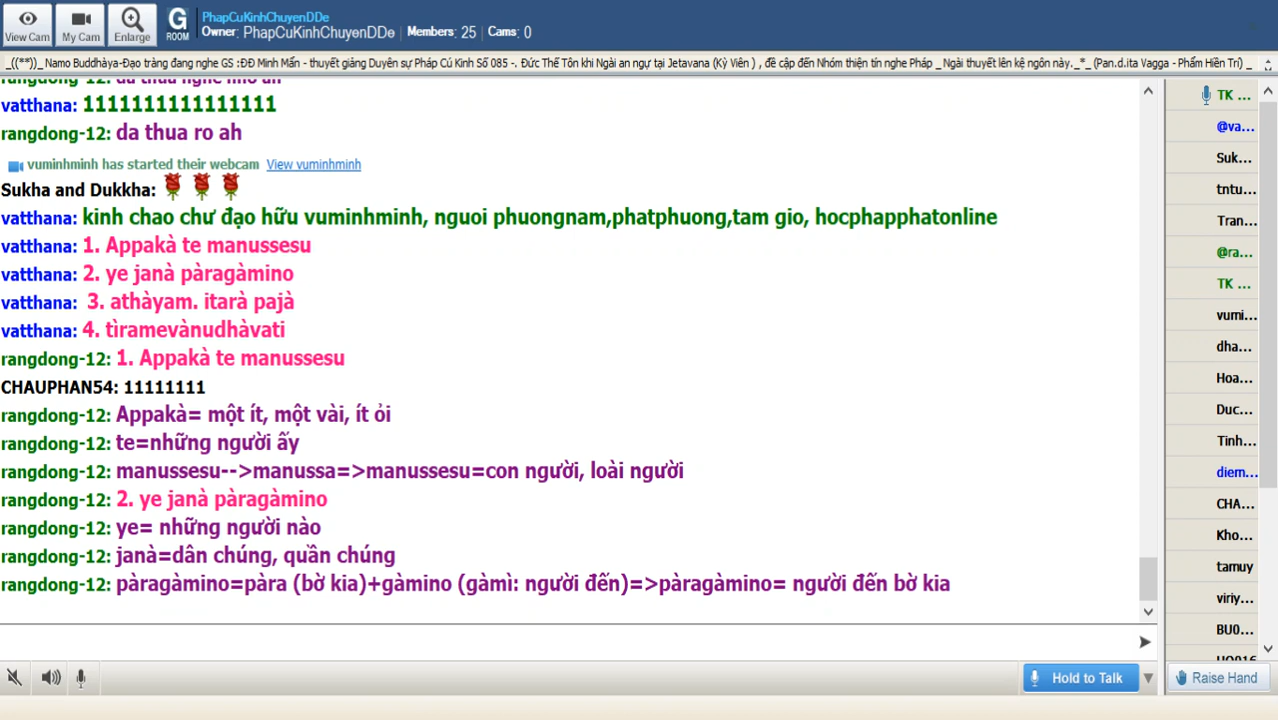 View Cam
My Cam
Enlarge
G
ROOM
PhapCuKinhChuyenDDe
Owner: PhapCuKinhChuyenDDe | Members: 25 | Cams: 0
_((**))_ Namo Buddhàya-Đạo tràng đang nghe GS :ĐĐ Minh Mẫn - thuyết giảng Duyên sự Pháp Cú Kinh Số 085 -. Đức Thế Tôn khi Ngài an ngự tại Jetavana (Kỳ Viên ) , đề cập đến Nhóm thiện tín nghe Pháp _ Ngài thuyết lên kệ ngôn này._*_ (Pan.d.ita Vagga - Phẩm Hiền Trí) _
rangdong-12: da thua nghe nho ah
vatthana: 1111111111111111
rangdong-12: da thua ro ah
vuminhminh has started their webcam View vuminhminh
Sukha and Dukkha:
vatthana: kinh chao chư đạo hữu vuminhminh, nguoi phuongnam,phatphuong,tam gio, hocphapphatonline
vatthana: 1. Appakà te manussesu
vatthana: 2. ye janà pàragàmino
vatthana: 3. athàyam. itarà pajà
vatthana: 4. tìramevànudhàvati
rangdong-12: 1. Appakà te manussesu
CHAUPHAN54: 11111111
rangdong-12: Appakà= một ít, một vài, ít ỏi
rangdong-12: te=những người ấy
rangdong-12: manussesu-->manussa=>manussesu=con người, loài người
rangdong-12: 2. ye janà pàragàmino
rangdong-12: ye= những người nào
rangdong-12: janà=dân chúng, quần chúng
rangdong-12: pàragàmino=pàra (bờ kia)+gàmino (gàmì: người đến)=>pàragàmino= người đến bờ kia
TK ...
@va...
Suk...
tntu...
Tran...
@ra...
TK ...
vumi...
dha...
Hoa...
Duc...
Tinh...
diem...
CHA...
Kho...
tamuy
viriy...
BU0...
Hold to Talk
Raise Hand